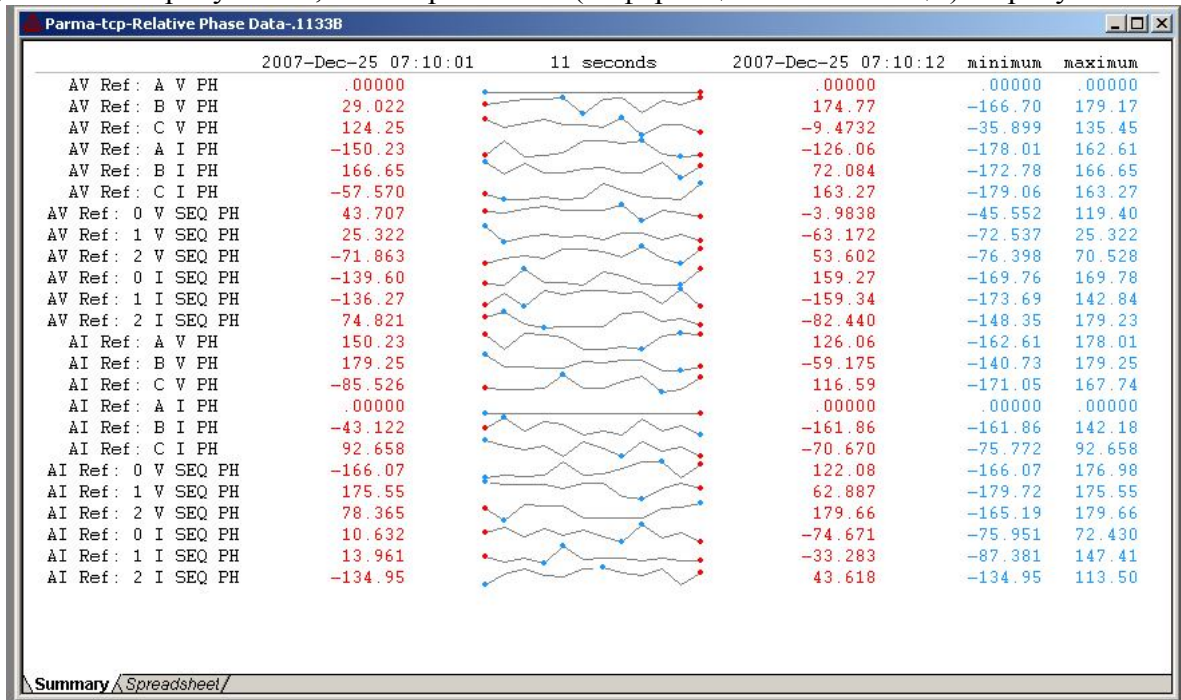 Parma-tcp-Relative Phase Data-.1133B
2007-Dec-25 07:10:01 11 seconds 2007-Dec-25 07:10:12 minimum maximum
AV Ref: A V PH .00000 .00000 .00000 .00000
AV Ref: B V PH 29.022 174.77 -166.70 179.17
AV Ref: C V PH 124.25 -9.4732 -35.899 135.45
AV Ref: A I PH -150.23 -126.06 -178.01 162.61
AV Ref: B I PH 166.65 72.084 -172.78 166.65
AV Ref: C I PH -57.570 163.27 -179.06 163.27
AV Ref: 0 V SEQ PH 43.707 -3.9838 -45.552 119.40
AV Ref: 1 V SEQ PH 25.322 -63.172 -72.537 25.322
AV Ref: 2 V SEQ PH -71.863 53.602 -76.398 70.528
AV Ref: 0 I SEQ PH -139.60 159.27 -169.76 169.78
AV Ref: 1 I SEQ PH -136.27 -159.34 -173.69 142.84
AV Ref: 2 I SEQ PH 74.821 -82.440 -148.35 179.23
AI Ref: A V PH 150.23 126.06 -162.61 178.01
AI Ref: B V PH 179.25 -59.175 -140.73 179.25
AI Ref: C V PH -85.526 116.59 -171.05 167.74
AI Ref: A I PH .00000 .00000 .00000 .00000
AI Ref: B I PH -43.122 -161.86 -161.86 142.18
AI Ref: C I PH 92.658 -70.670 -75.772 92.658
AI Ref: 0 V SEQ PH -166.07 122.08 -166.07 176.98
AI Ref: 1 V SEQ PH 175.55 62.887 -179.72 175.55
AI Ref: 2 V SEQ PH 78.365 179.66 -165.19 179.66
AI Ref: 0 I SEQ PH 10.632 -74.671 -75.951 72.430
AI Ref: 1 I SEQ PH 13.961 -33.283 -87.381 147.41
AI Ref: 2 I SEQ PH -134.95 43.618 -134.95 113.50
Summary Spreadsheet